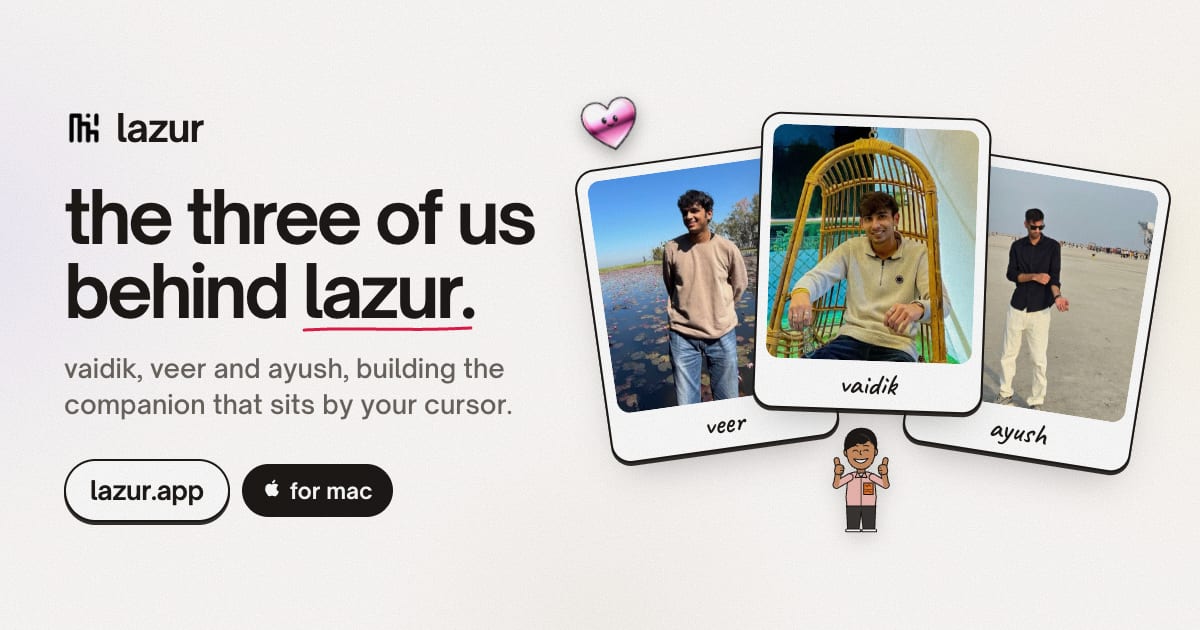 lazur
the three of us
behind lazur.
vaidik, veer and ayush, building the
companion that sits by your cursor.
lazur.app
for mac
veer
vaidik
ayush